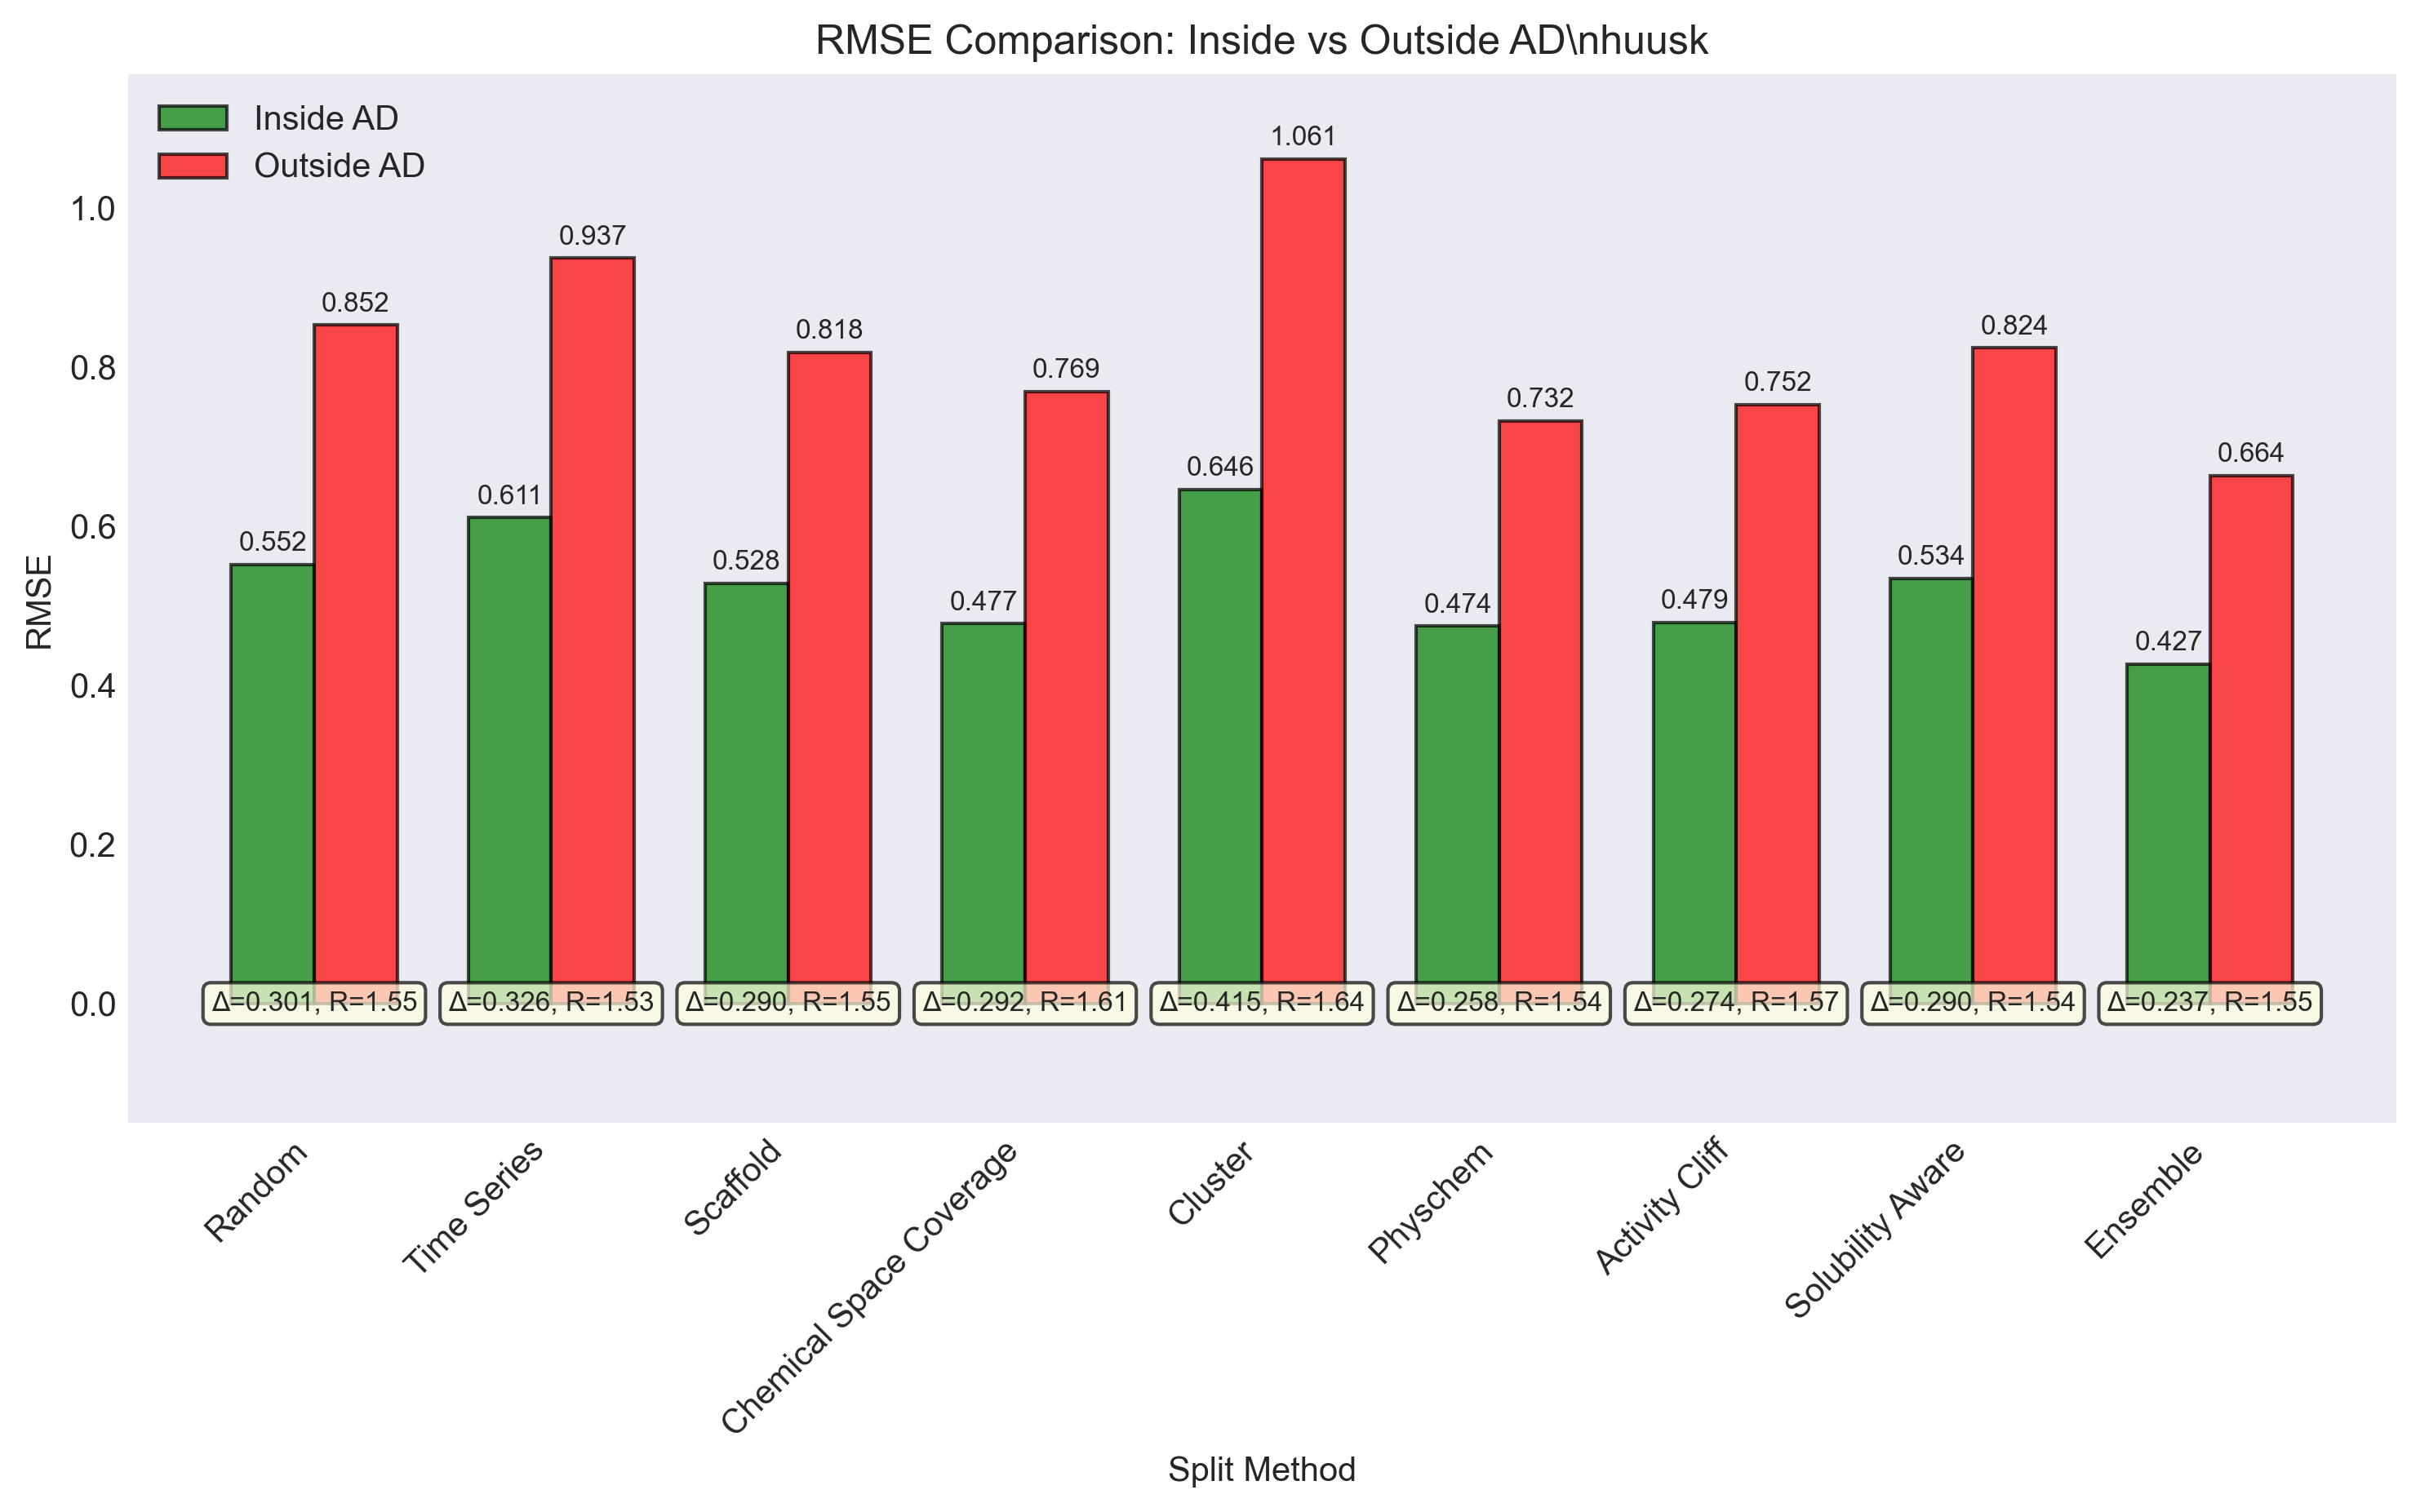 RMSE Comparison: Inside vs Outside AD\nhuusk
Inside AD
Outside AD
RMSE
1.0
0.8
0.6
0.4
0.2
0.0
0.552
0.852
0.611
0.937
0.528
0.818
0.477
0.769
0.646
1.061
0.474
0.732
0.479
0.752
0.534
0.824
0.427
0.664
Δ=0.301, R=1.55
Δ=0.326, R=1.53
Δ=0.290, R=1.55
Δ=0.292, R=1.61
Δ=0.415, R=1.64
Δ=0.258, R=1.54
Δ=0.274, R=1.57
Δ=0.290, R=1.54
Δ=0.237, R=1.55
Random
Time Series
Scaffold
Chemical Space Coverage
Cluster
Physchem
Activity Cliff
Solubility Aware
Ensemble
Split Method